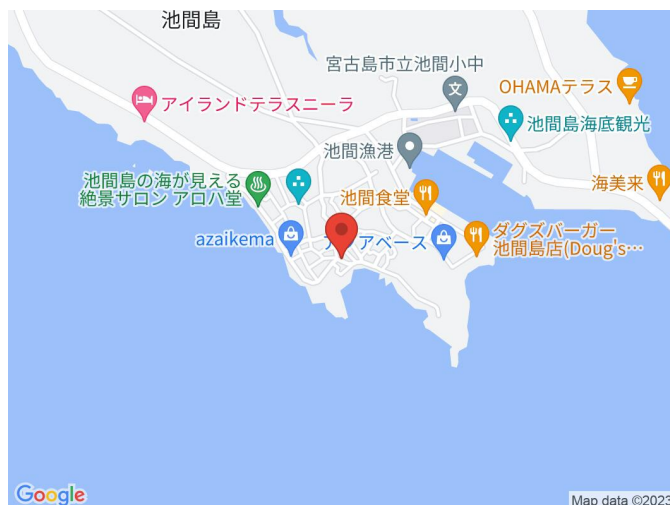 池間島
宮古島市立池間小中
OHAMAテラス
アイランドテラスニーラ
池間島海底観光
池間漁港
池間島の海が見える
絶景サロン アロハ堂
池間食堂
海美来
azaikema
アベース
ダグズバーガー
池間島店(Doug's…
Google
Map data ©2023